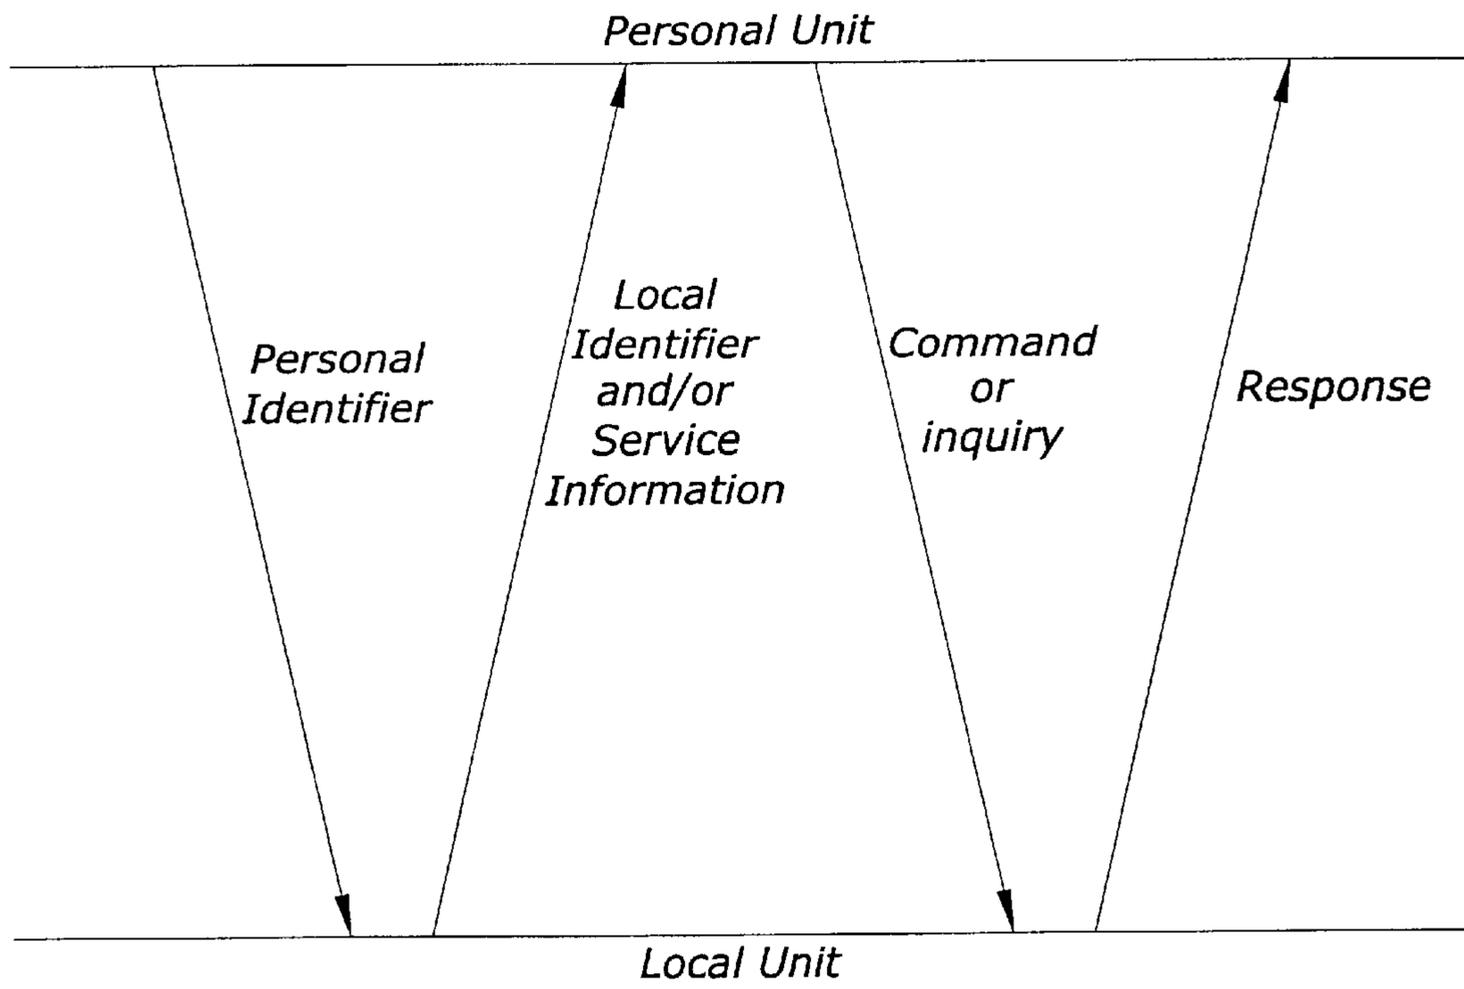 Personal Unit
Personal
Identifier
Local
Identifier
and/or
Service
Information
Command
or
inquiry
Response
Local Unit